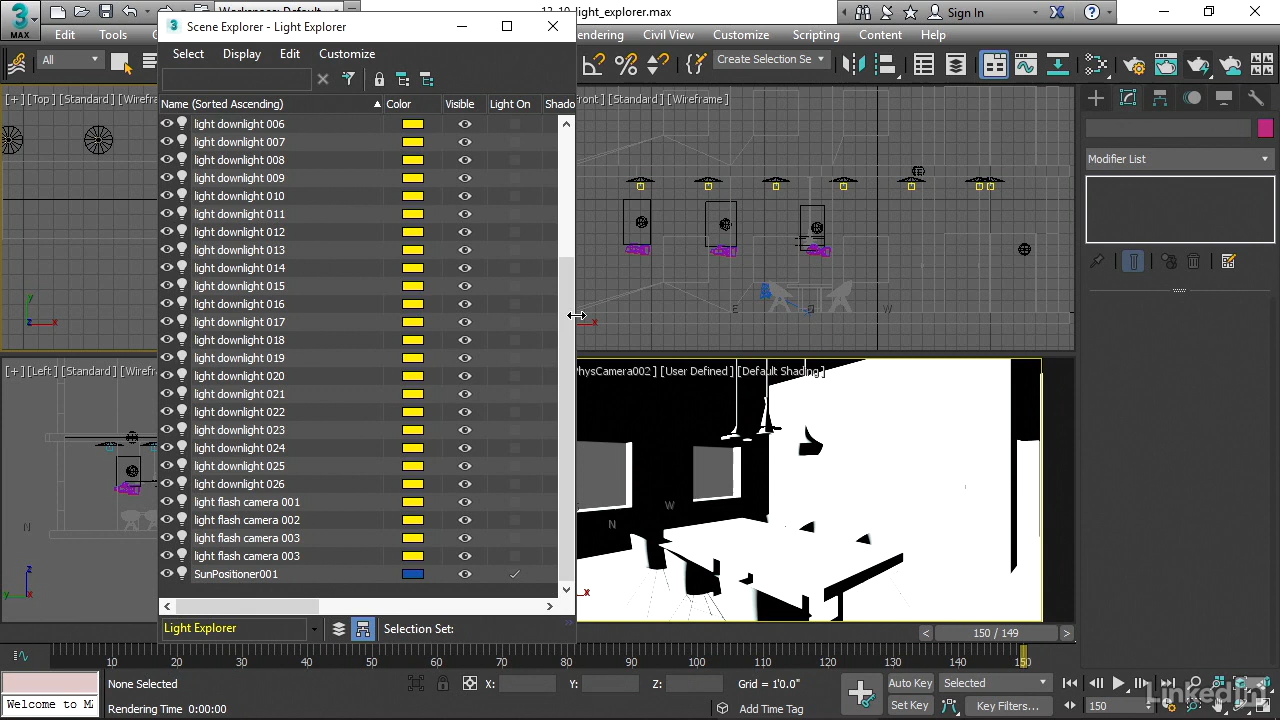 Workspace: Default
light_explorer.max
Sign In
3
MAX
Edit
Tools
Rendering
Civil View
Customize
Scripting
Content
Help
Scene Explorer - Light Explorer
Select
Display
Edit
Customize
All
Create Selection Se
Name (Sorted Ascending)
Color
Visible
Light On
Shado
light downlight 006
light downlight 007
light downlight 008
light downlight 009
light downlight 010
light downlight 011
light downlight 012
light downlight 013
light downlight 014
light downlight 015
light downlight 016
light downlight 017
light downlight 018
light downlight 019
light downlight 020
light downlight 021
light downlight 022
light downlight 023
light downlight 024
light downlight 025
light downlight 026
light flash camera 001
light flash camera 002
light flash camera 003
light flash camera 003
SunPositioner001
Light Explorer
Selection Set:
[+] [Top] [Standard] [Wirefra
ront] [Standard] [Wireframe]
[+] [Left] [Standard] [Wirefra
PhysCamera002] [User Defined] [Default Shading]
Modifier List
y
x
x
E
W
N
z
y
x
W
N
x
150 / 149
10 20 30 40 50 60 70 80 90 100 110 120 130 140 150
None Selected
X:
Y:
Z:
Grid = 1'0.0"
Auto Key
Selected
Welcome to M
Rendering Time 0:00:00
Add Time Tag
Set Key
Key Filters...
150
LinkedIn